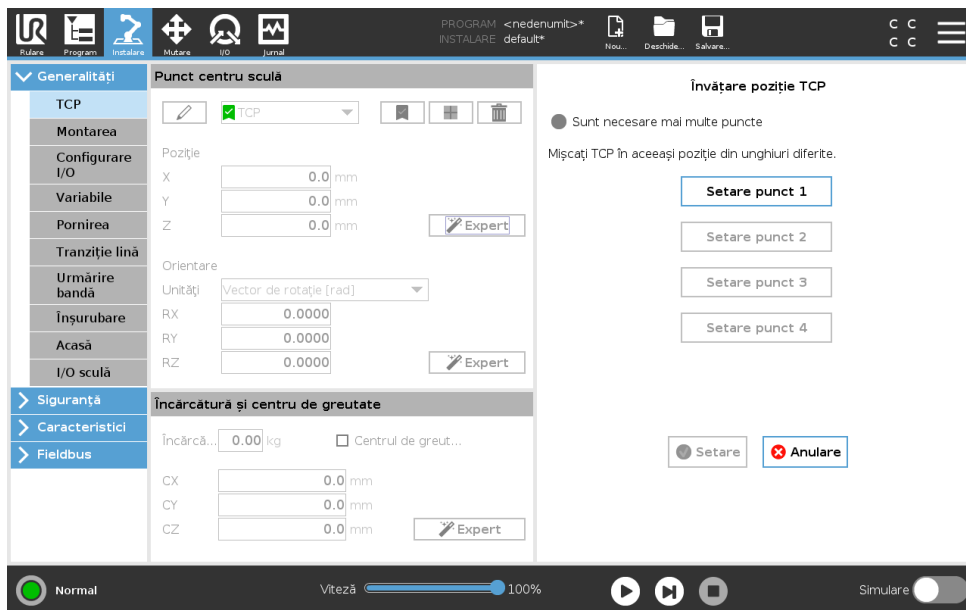 PROGRAM <nedenumit>*
INSTALARE default*
Rulare Program Instalare Mutare I/O Jurnal Nou... Deschide... Salvare...
C C
C C
Generalități
TCP
Montarea
Configurare I/O
Variabile
Pornirea
Tranziție lină
Urmărire bandă
Înșurubare
Acasă
I/O sculă
Siguranță
Caracteristici
Fieldbus
Punct centru sculă
TCP
Poziție
X 0.0 mm
Y 0.0 mm
Z 0.0 mm Expert
Orientare
Unități Vector de rotație [rad]
RX 0.0000
RY 0.0000
RZ 0.0000 Expert
Încărcătură și centru de greutate
Încărcă... 0.00 kg Centrul de greut...
CX 0.0 mm
CY 0.0 mm
CZ 0.0 mm Expert
Învățare poziție TCP
Sunt necesare mai multe puncte
Mișcați TCP în aceeași poziție din unghiuri diferite.
Setare punct 1
Setare punct 2
Setare punct 3
Setare punct 4
Setare Anulare
Normal Viteză 100% Simulare